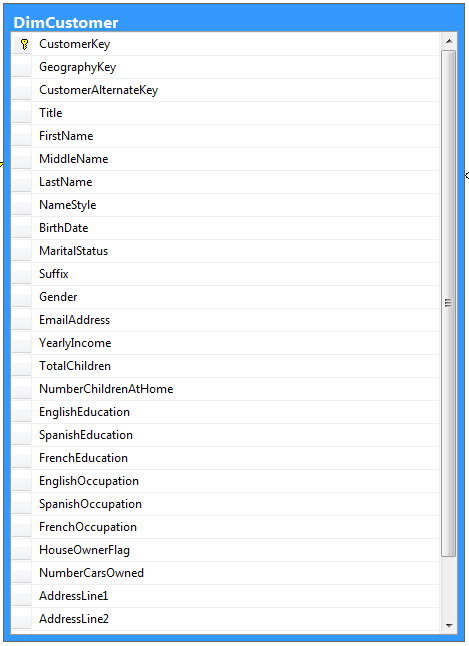 DimCustomer
CustomerKey
GeographyKey
CustomerAlternateKey
Title
FirstName
MiddleName
LastName
NameStyle
BirthDate
MaritalStatus
Suffix
Gender
EmailAddress
YearlyIncome
TotalChildren
NumberChildrenAtHome
EnglishEducation
SpanishEducation
FrenchEducation
EnglishOccupation
SpanishOccupation
FrenchOccupation
HouseOwnerFlag
NumberCarsOwned
AddressLine1
AddressLine2